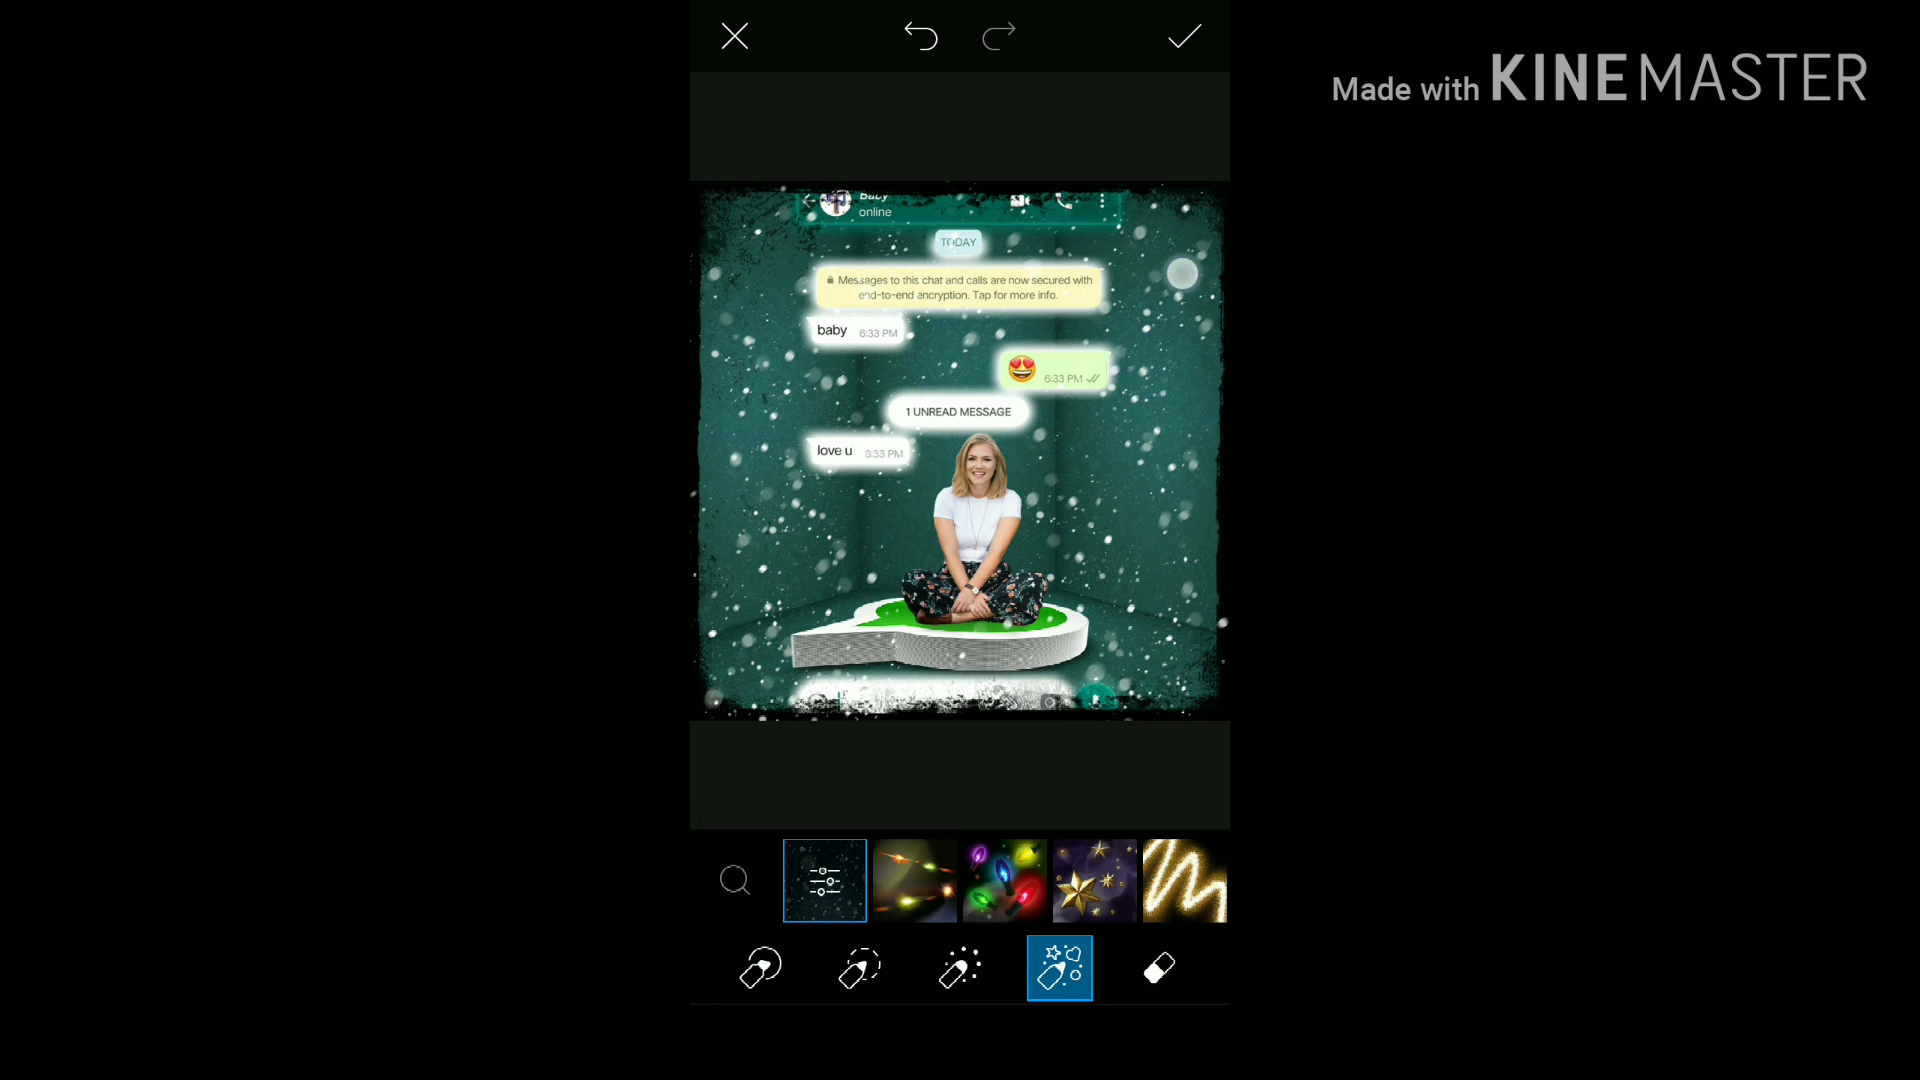 Made with KINEMASTER
Baby
online
TODAY
Messages to this chat and calls are now secured with
end-to-end encryption. Tap for more info.
baby 6:33 PM
6:33 PM
1 UNREAD MESSAGE
love u 6:33 PM